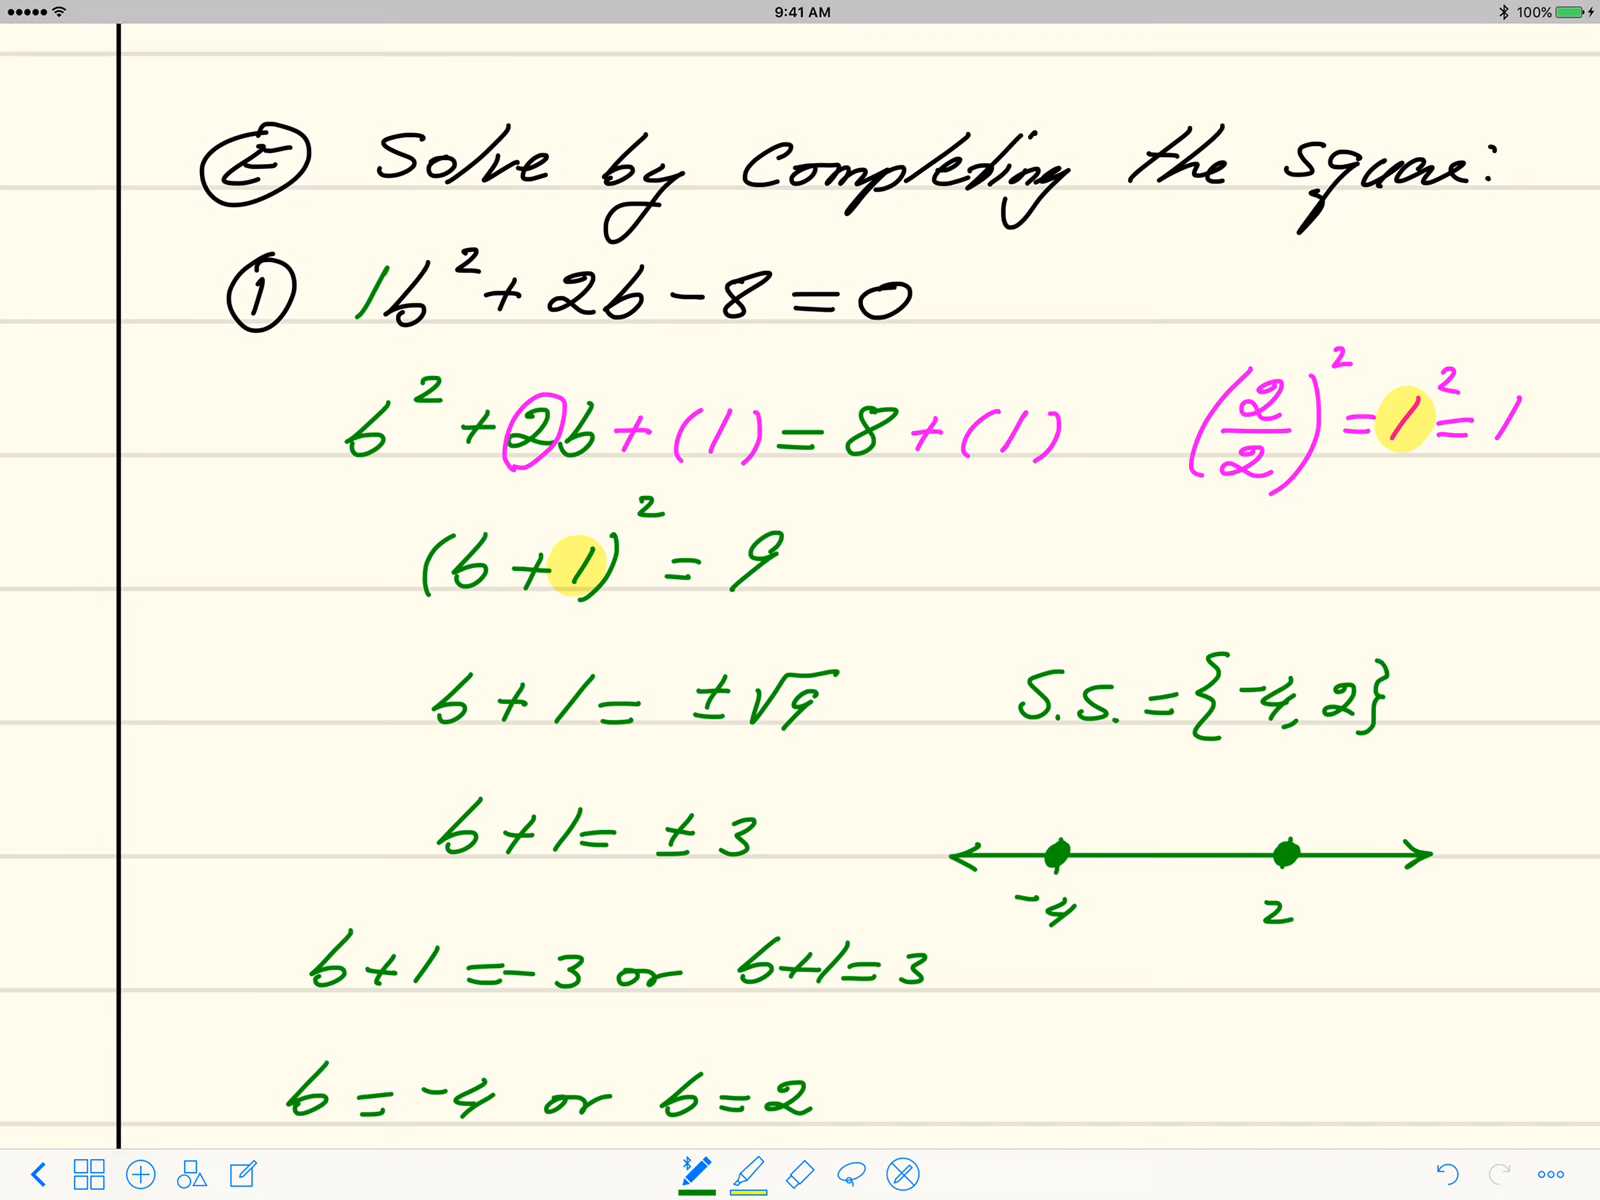 9:41 AM 100%
Ⓔ Solve by Completing the square:
① 1b² + 2b - 8 = 0
b² + 2b + (1) = 8 + (1)
(2/2)² = 1² = 1
(b + 1)² = 9
b + 1 = ± √9
S.S. = {-4, 2}
b + 1 = ± 3
-4 2
b + 1 = -3 or b+1 = 3
b = -4 or b = 2